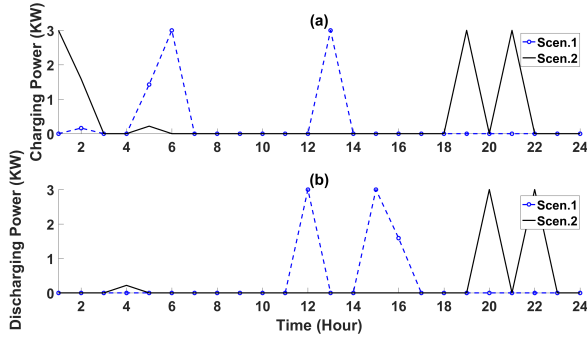 (a)
Charging Power (KW)
3
2
1
0
2 4 6 8 10 12 14 16 18 20 22 24
Scen.1
Scen.2
(b)
Discharging Power (KW)
3
2
1
0
2 4 6 8 10 12 14 16 18 20 22 24
Scen.1
Scen.2
Time (Hour)